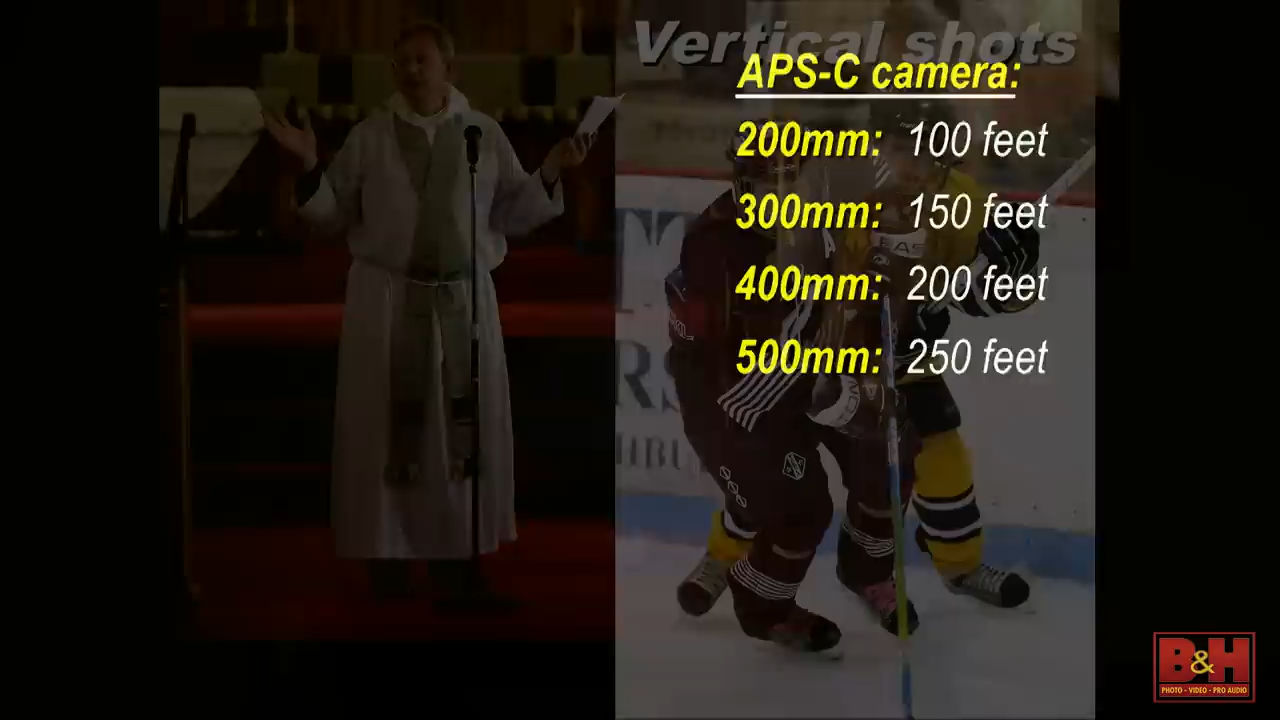 Vertical shots
APS-C camera:
200mm: 100 feet
300mm: 150 feet
400mm: 200 feet
500mm: 250 feet
B&H
PHOTO - VIDEO - PRO AUDIO